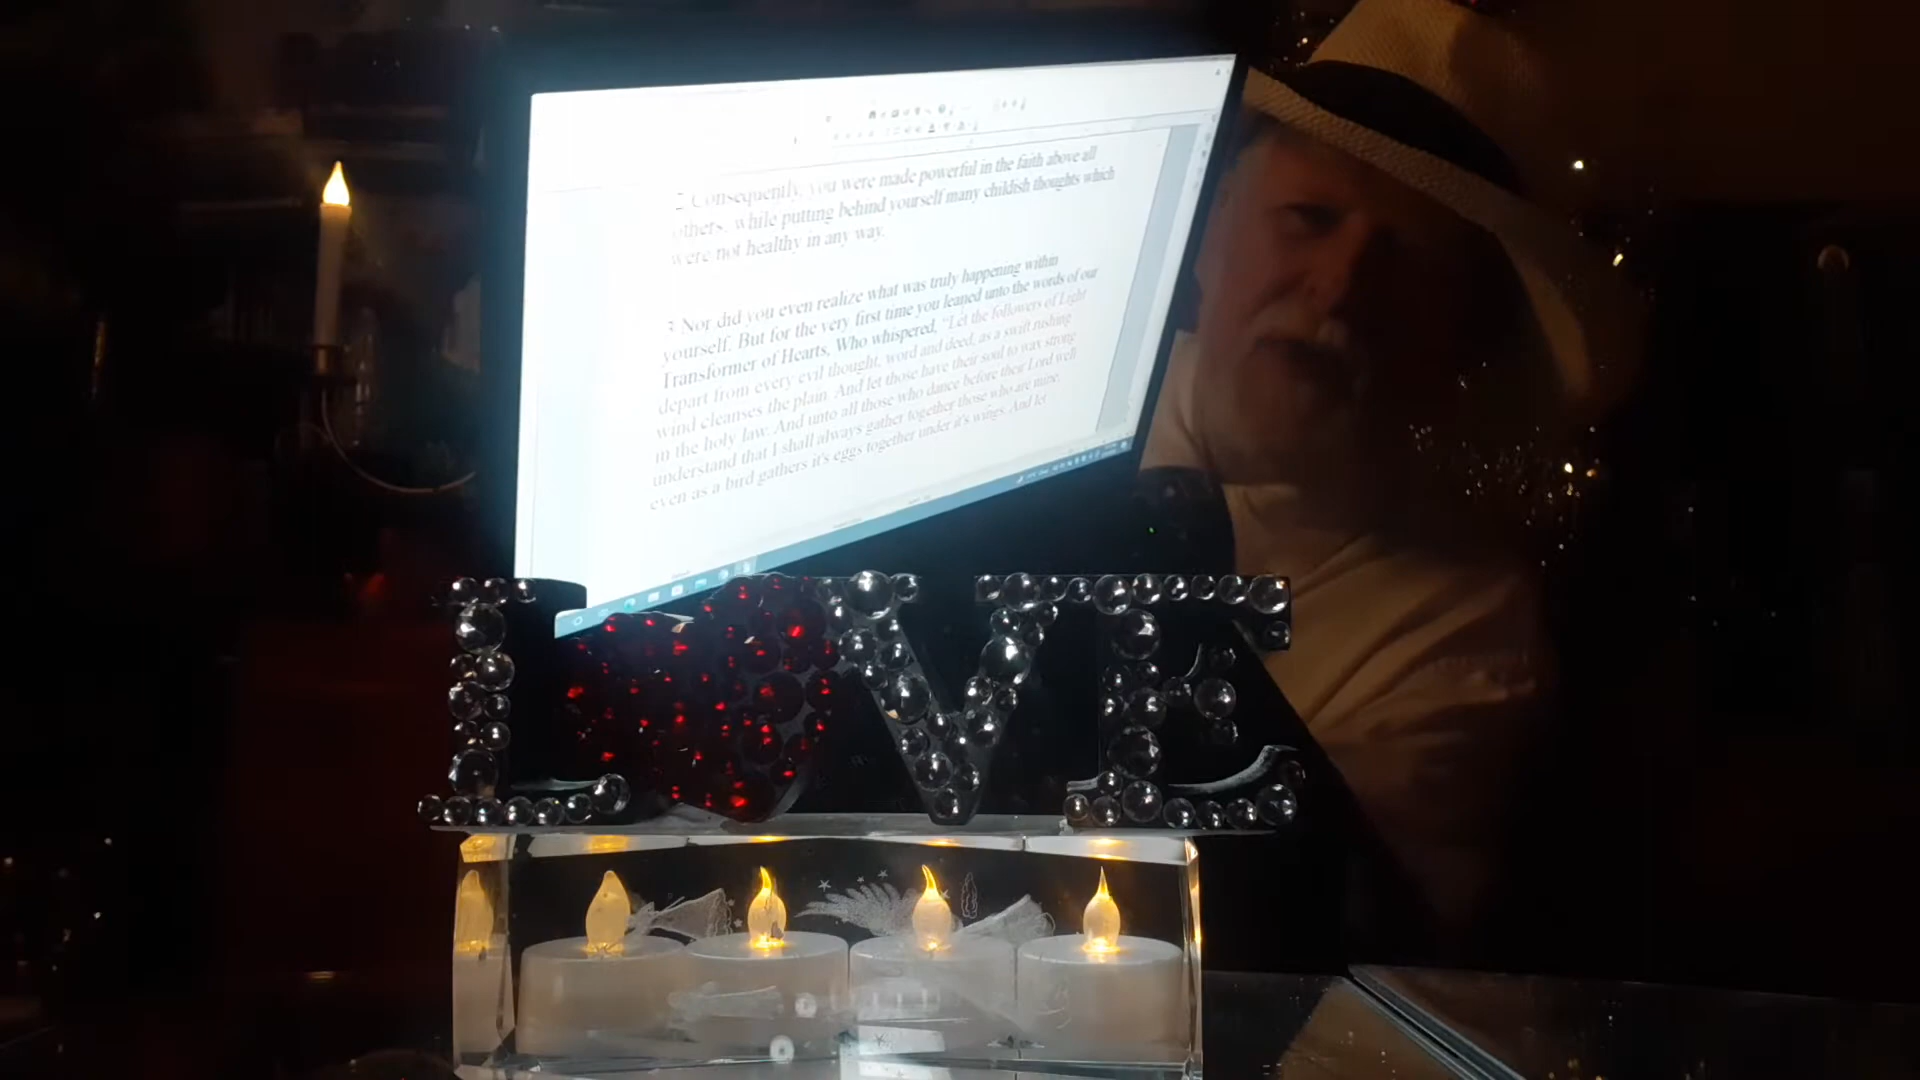 2 Consequently, you were made powerful in the faith above all
others, while putting behind yourself many childish thoughts which
were not healthy in any way.
3 Nor did you even realize what was truly happening within
yourself. But for the very first time you leaned unto the words of our
Transformer of Hearts, Who whispered, "Let the followers of Light
depart from every evil thought, word and deed, as a swift rushing
wind cleanses the plain. And let those have their soul to wax strong
in the holy law. And unto all those who dance before their Lord well
understand that I shall always gather together those who are mine,
even as a bird gathers it's eggs together under it's wings. And let
LOVE